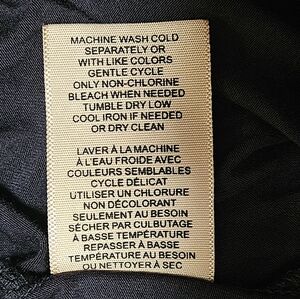 MACHINE WASH COLD
SEPARATELY OR
WITH LIKE COLORS
GENTLE CYCLE
ONLY NON-CHLORINE
BLEACH WHEN NEEDED
TUMBLE DRY LOW
COOL IRON IF NEEDED
OR DRY CLEAN
LAVER À LA MACHINE
À L'EAU FROIDE AVEC
COULEURS SEMBLABLES
CYCLE DÉLICAT
UTILISER UN CHLORURE
NON DÉCOLORANT
SEULEMENT AU BESOIN
SÉCHER PAR CULBUTAGE
À BASSE TEMPÉRATURE
REPASSER À BASSE
TEMPÉRATURE AU BESOIN
OU NETTOYER À SEC